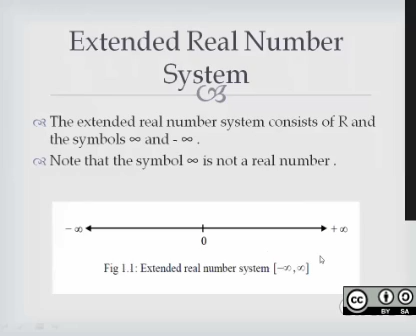 Extended Real Number
System
The extended real number system consists of R and
the symbols ∞ and - ∞ .
Note that the symbol ∞ is not a real number .
- ∞
+ ∞
0
Fig 1.1: Extended real number system [-∞, ∞]
cc
BY SA